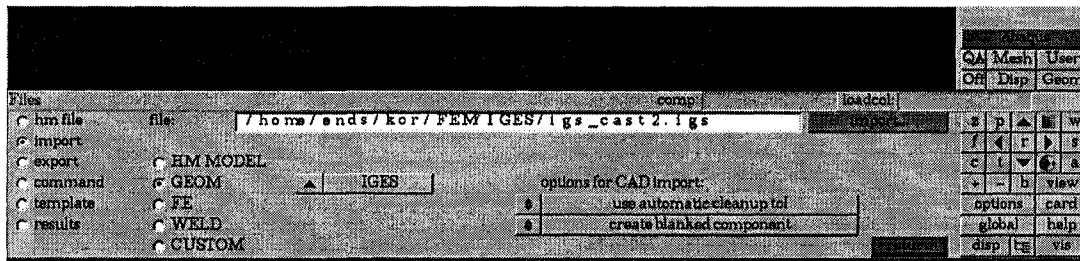 QA Mesh User
Off Disp Geom
Files
comp:
loadcol:
hm file
file:
/home/ends/kor/FEM/IGES/igs_cast2.igs
import...
s p w
import
f r s
export
HM MODEL
c t a
command
GEOM
IGES
options for CAD import:
+ - b view
template
FE
use automatic cleanup tol
options card
results
WELD
create blanked component
global help
CUSTOM
disp vis